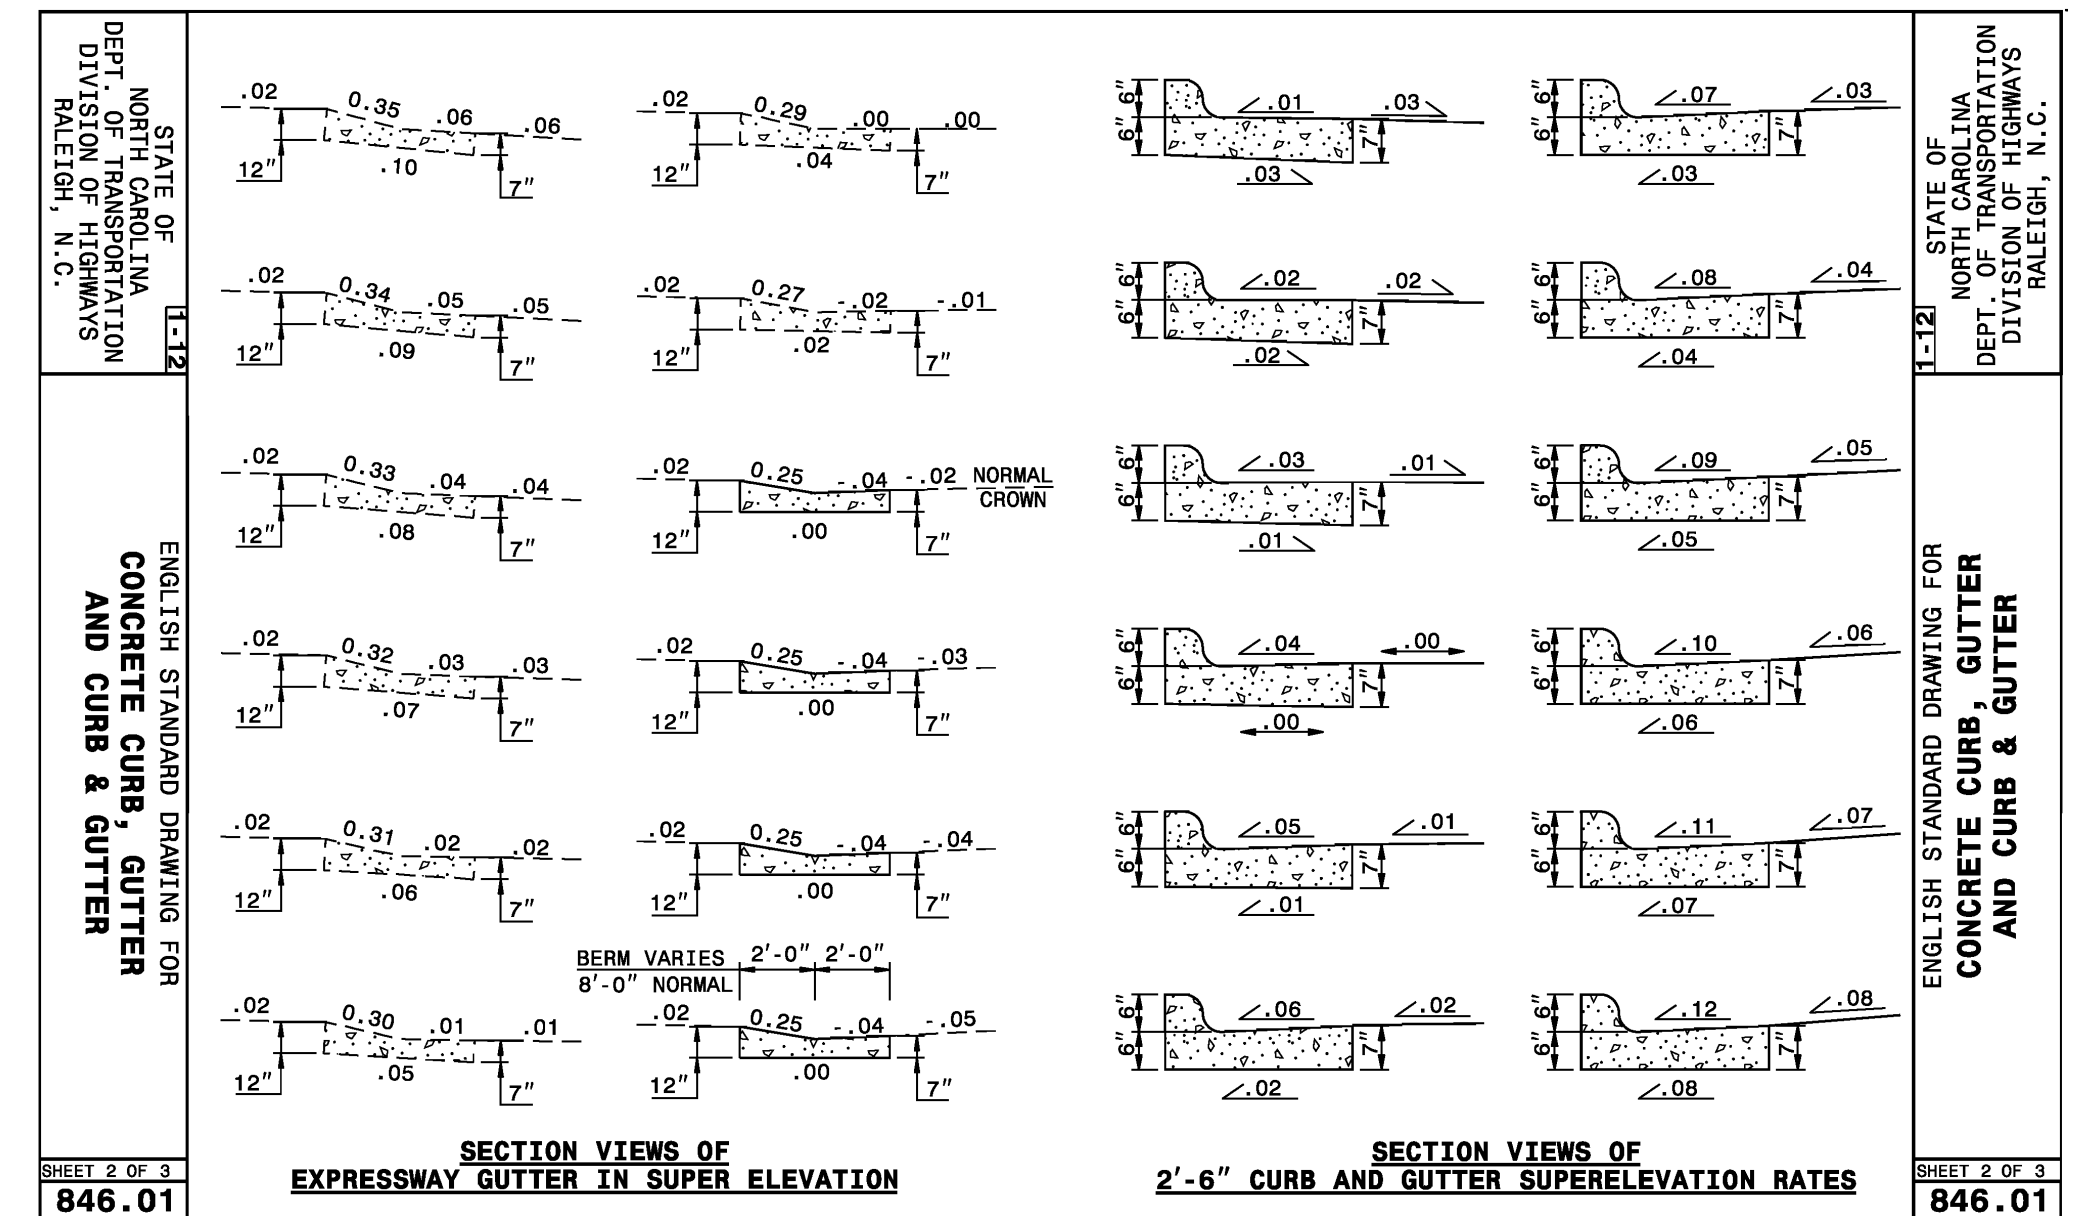 STATE OF
NORTH CAROLINA
DEPT. OF TRANSPORTATION
DIVISION OF HIGHWAYS
RALEIGH, N.C.
1-12
ENGLISH STANDARD DRAWING FOR
CONCRETE CURB, GUTTER
AND CURB & GUTTER
SHEET 2 OF 3
846.01
.02 0.35 .06 .06
12" .10 7"
.02 0.34 .05 .05
12" .09 7"
.02 0.33 .04 .04
12" .08 7"
.02 0.32 .03 .03
12" .07 7"
.02 0.31 .02 .02
12" .06 7"
.02 0.30 .01 .01
12" .05 7"
.02 0.29 .00 .00
12" .04 7"
.02 0.27 -.02 -.01
12" .02 7"
.02 0.25 -.04 -.02 NORMAL
CROWN
12" .00 7"
.02 0.25 -.04 -.03
12" .00 7"
.02 0.25 -.04 -.04
12" .00 7"
BERM VARIES 2'-0" 2'-0"
8'-0" NORMAL
.02 0.25 -.04 -.05
12" .00 7"
SECTION VIEWS OF
EXPRESSWAY GUTTER IN SUPER ELEVATION
6" .01 .03
6" 7"
.03
6" .02 .02
6" 7"
.02
6" .03 .01
6" 7"
.01
6" .04 .00
6" 7"
.00
6" .05 .01
6" 7"
.01
6" .06 .02
6" 7"
.02
6" .07 .03
6" 7"
.03
6" .08 .04
6" 7"
.04
6" .09 .05
6" 7"
.05
6" .10 .06
6" 7"
.06
6" .11 .07
6" 7"
.07
6" .12 .08
6" 7"
.08
SECTION VIEWS OF
2'-6" CURB AND GUTTER SUPERELEVATION RATES
STATE OF
NORTH CAROLINA
DEPT. OF TRANSPORTATION
DIVISION OF HIGHWAYS
RALEIGH, N.C.
1-12
ENGLISH STANDARD DRAWING FOR
CONCRETE CURB, GUTTER
AND CURB & GUTTER
SHEET 2 OF 3
846.01